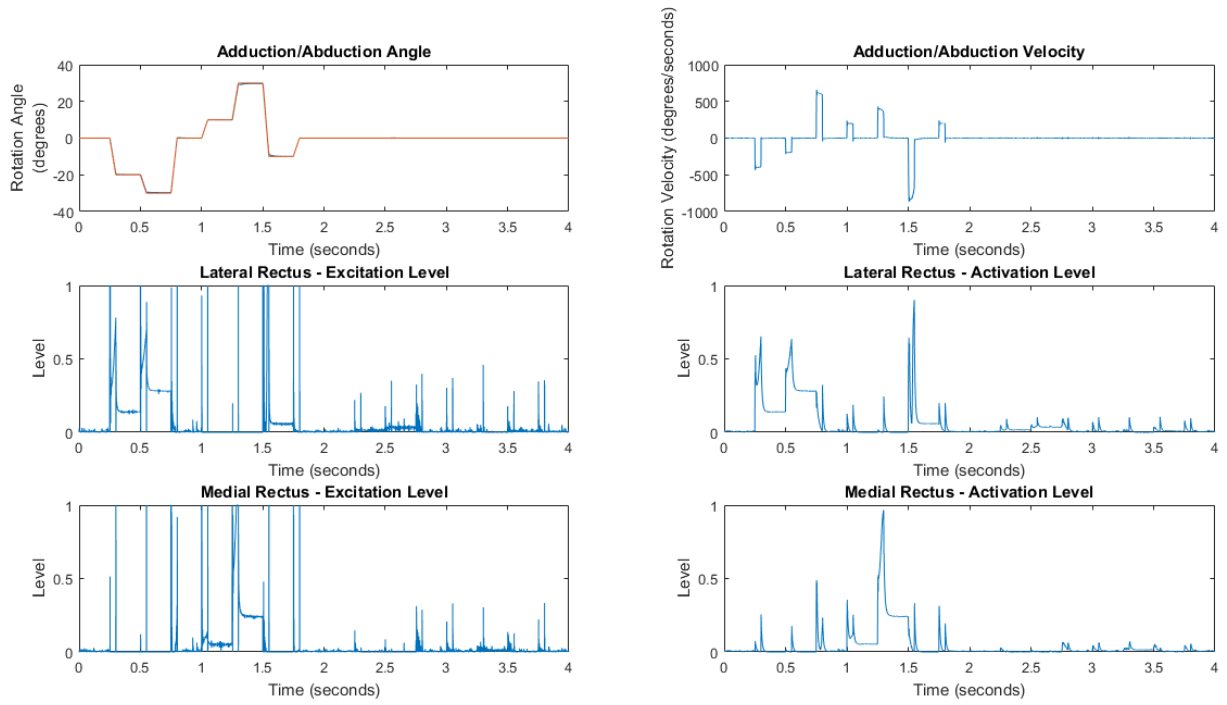 Adduction/Abduction Angle
Rotation Angle
(degrees)
40
20
0
-20
-40
0 0.5 1 1.5 2 2.5 3 3.5 4
Time (seconds)
Adduction/Abduction Velocity
Rotation Velocity (degrees/seconds)
1000
500
0
-500
-1000
0 0.5 1 1.5 2 2.5 3 3.5 4
Time (seconds)
Lateral Rectus - Excitation Level
Level
1
0.5
0
0 0.5 1 1.5 2 2.5 3 3.5 4
Time (seconds)
Lateral Rectus - Activation Level
Level
1
0.5
0
0 0.5 1 1.5 2 2.5 3 3.5 4
Time (seconds)
Medial Rectus - Excitation Level
Level
1
0.5
0
0 0.5 1 1.5 2 2.5 3 3.5 4
Time (seconds)
Medial Rectus - Activation Level
Level
1
0.5
0
0 0.5 1 1.5 2 2.5 3 3.5 4
Time (seconds)